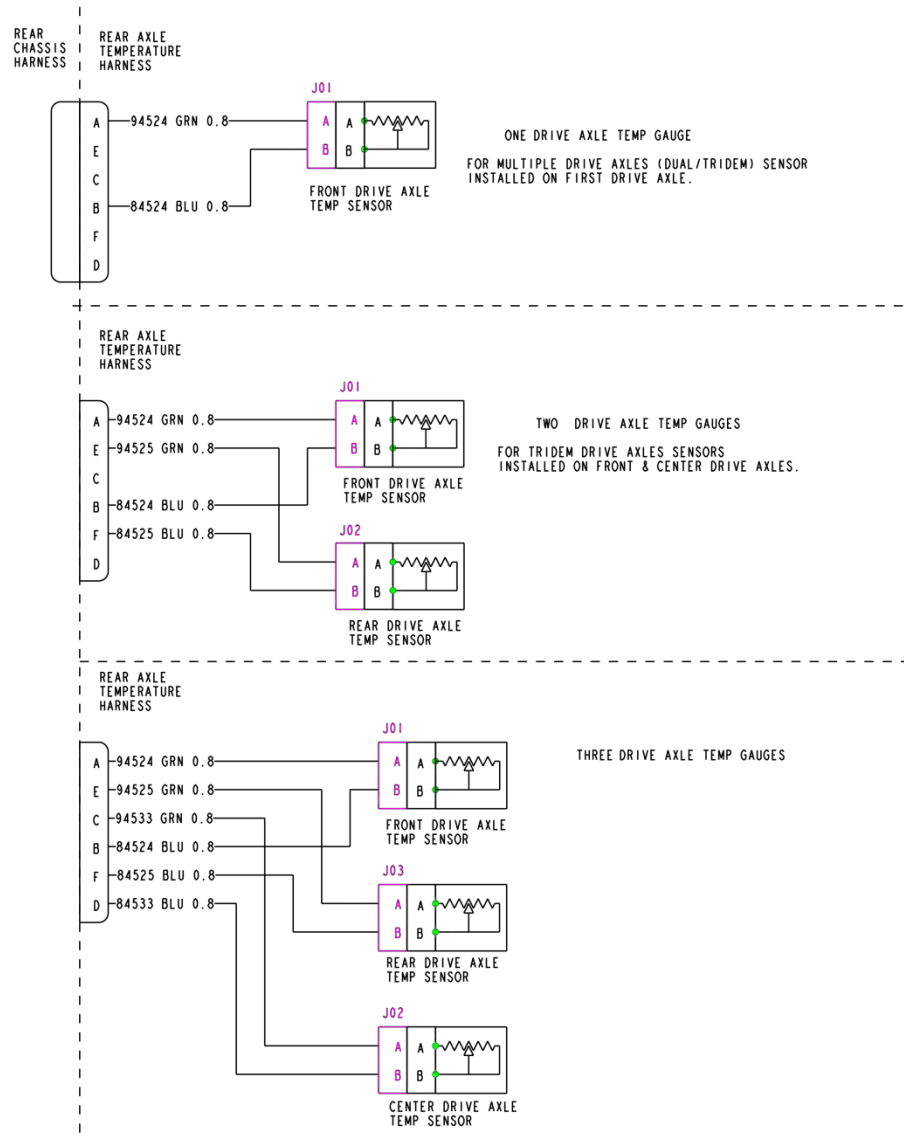 REAR
CHASSIS
HARNESS
REAR AXLE
TEMPERATURE
HARNESS
J01
A
E
C
B
F
D
94524 GRN 0.8
84524 BLU 0.8
A A
B B
FRONT DRIVE AXLE
TEMP SENSOR
ONE DRIVE AXLE TEMP GAUGE
FOR MULTIPLE DRIVE AXLES (DUAL/TRIDEM) SENSOR
INSTALLED ON FIRST DRIVE AXLE.
REAR AXLE
TEMPERATURE
HARNESS
A
E
C
B
F
D
94524 GRN 0.8
94525 GRN 0.8
84524 BLU 0.8
84525 BLU 0.8
J01
A A
B B
FRONT DRIVE AXLE
TEMP SENSOR
J02
A A
B B
REAR DRIVE AXLE
TEMP SENSOR
TWO DRIVE AXLE TEMP GAUGES
FOR TRIDEM DRIVE AXLES SENSORS
INSTALLED ON FRONT & CENTER DRIVE AXLES.
REAR AXLE
TEMPERATURE
HARNESS
A
E
C
B
F
D
94524 GRN 0.8
94525 GRN 0.8
94533 GRN 0.8
84524 BLU 0.8
84525 BLU 0.8
84533 BLU 0.8
J01
A A
B B
FRONT DRIVE AXLE
TEMP SENSOR
J03
A A
B B
REAR DRIVE AXLE
TEMP SENSOR
J02
A A
B B
CENTER DRIVE AXLE
TEMP SENSOR
THREE DRIVE AXLE TEMP GAUGES